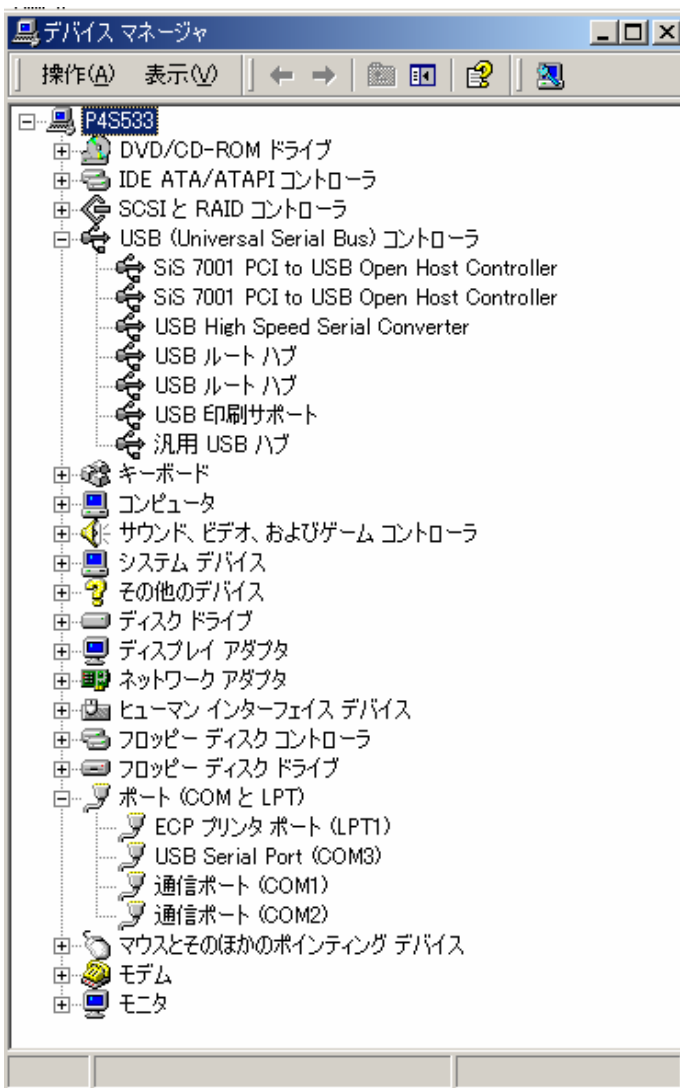 デバイス マネージャ
操作(A) 表示(V)
P4S533
DVD/CD-ROM ドライブ
IDE ATA/ATAPI コントローラ
SCSI と RAID コントローラ
USB (Universal Serial Bus) コントローラ
SiS 7001 PCI to USB Open Host Controller
SiS 7001 PCI to USB Open Host Controller
USB High Speed Serial Converter
USB ルート ハブ
USB ルート ハブ
USB 印刷サポート
汎用 USB ハブ
キーボード
コンピュータ
サウンド、ビデオ、およびゲーム コントローラ
システム デバイス
その他のデバイス
ディスク ドライブ
ディスプレイ アダプタ
ネットワーク アダプタ
ヒューマン インターフェイス デバイス
フロッピー ディスク コントローラ
フロッピー ディスク ドライブ
ポート (COM と LPT)
ECP プリンタ ポート (LPT1)
USB Serial Port (COM3)
通信ポート (COM1)
通信ポート (COM2)
マウスとそのほかのポインティング デバイス
モデム
モニタ